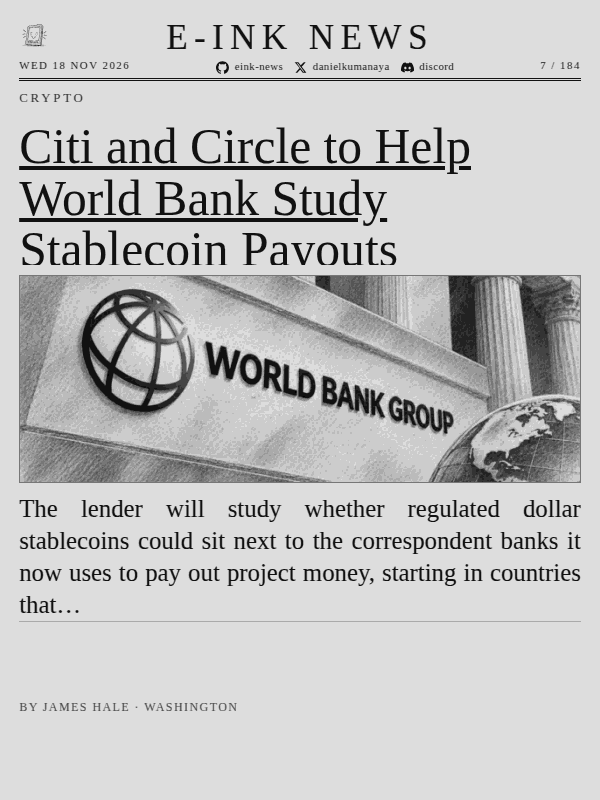 E-INK NEWS
WED 18 NOV 2026
eink-news danielkumanaya discord
7 / 184
CRYPTO
Citi and Circle to Help
World Bank Study
Stablecoin Payouts
WORLD BANK GROUP
The lender will study whether regulated dollar
stablecoins could sit next to the correspondent banks it
now uses to pay out project money, starting in countries
that…
BY JAMES HALE · WASHINGTON